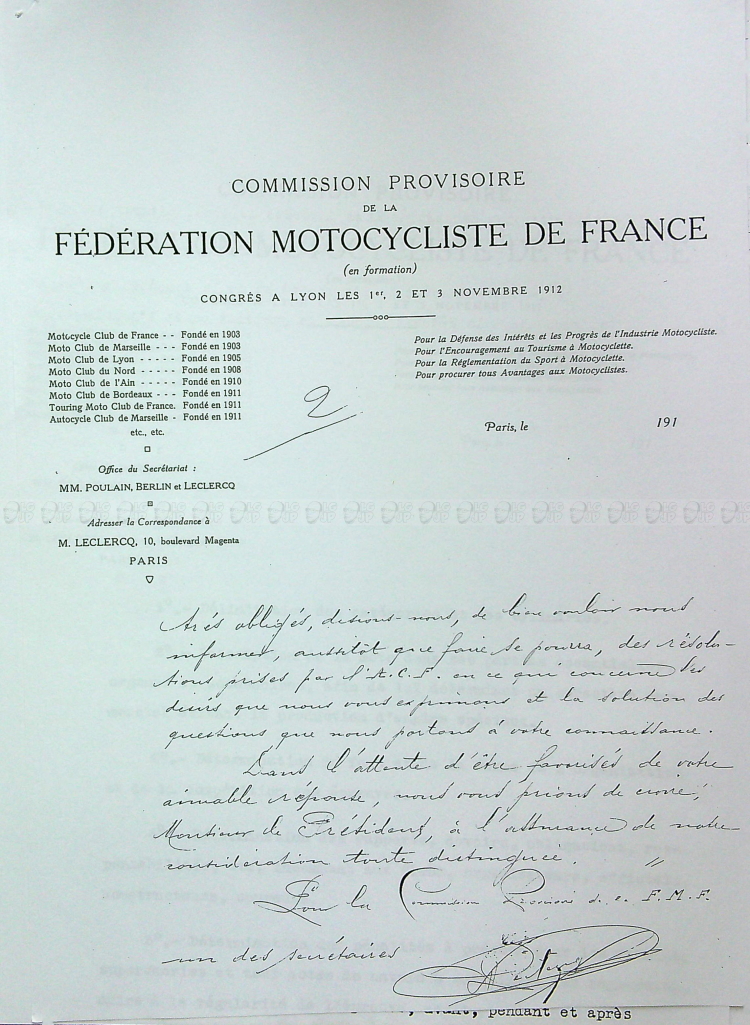 COMMISSION PROVISOIRE
DE LA
FÉDÉRATION MOTOCYCLISTE DE FRANCE
(en formation)
CONGRÉS A LYON LES 1er, 2 ET 3 NOVEMBRE 1912
Motocycle Club de France - - Fondé en 1903
Moto Club de Marseille - - - Fondé en 1903
Moto Club de Lyon - - - - - Fondé en 1905
Moto Club du Nord - - - - - Fondé en 1908
Moto Club de l'Ain - - - - - Fondé en 1910
Moto Club de Bordeaux - - - Fondé en 1911
Touring Moto Club de France. Fondé en 1911
Autocycle Club de Marseille - Fondé en 1911
etc., etc.
Pour la Défense des Intérêts et les Progrès de l'Industrie Motocycliste.
Pour l'Encouragement au Tourisme à Motocyclette.
Pour la Réglementation du Sport à Motocyclette.
Pour procurer tous Avantages aux Motocyclistes.
2
Paris, le 191
Office du Secrétariat :
MM. POULAIN, BERLIN et LECLERCQ
Adresser la Correspondance à
M. LECLERCQ, 10, boulevard Magenta
PARIS
très obligés, disions-nous, de bien vouloir nous
informer, aussitôt que faire se pourra, des résolu-
tions prises par l'A.C.F. en ce qui concerne les
désirs que nous vous exprimons et la solution des
questions que nous portons à votre connaissance.
Dans l'attente d'être favorisés de votre
aimable réponse, nous vous prions de croire,
Monsieur le Président, à l'assurance de notre
considération toute distinguée.
Pour la Commission Provisoire d. l. F.M.F.
un des secrétaires
, avant, pendant et après